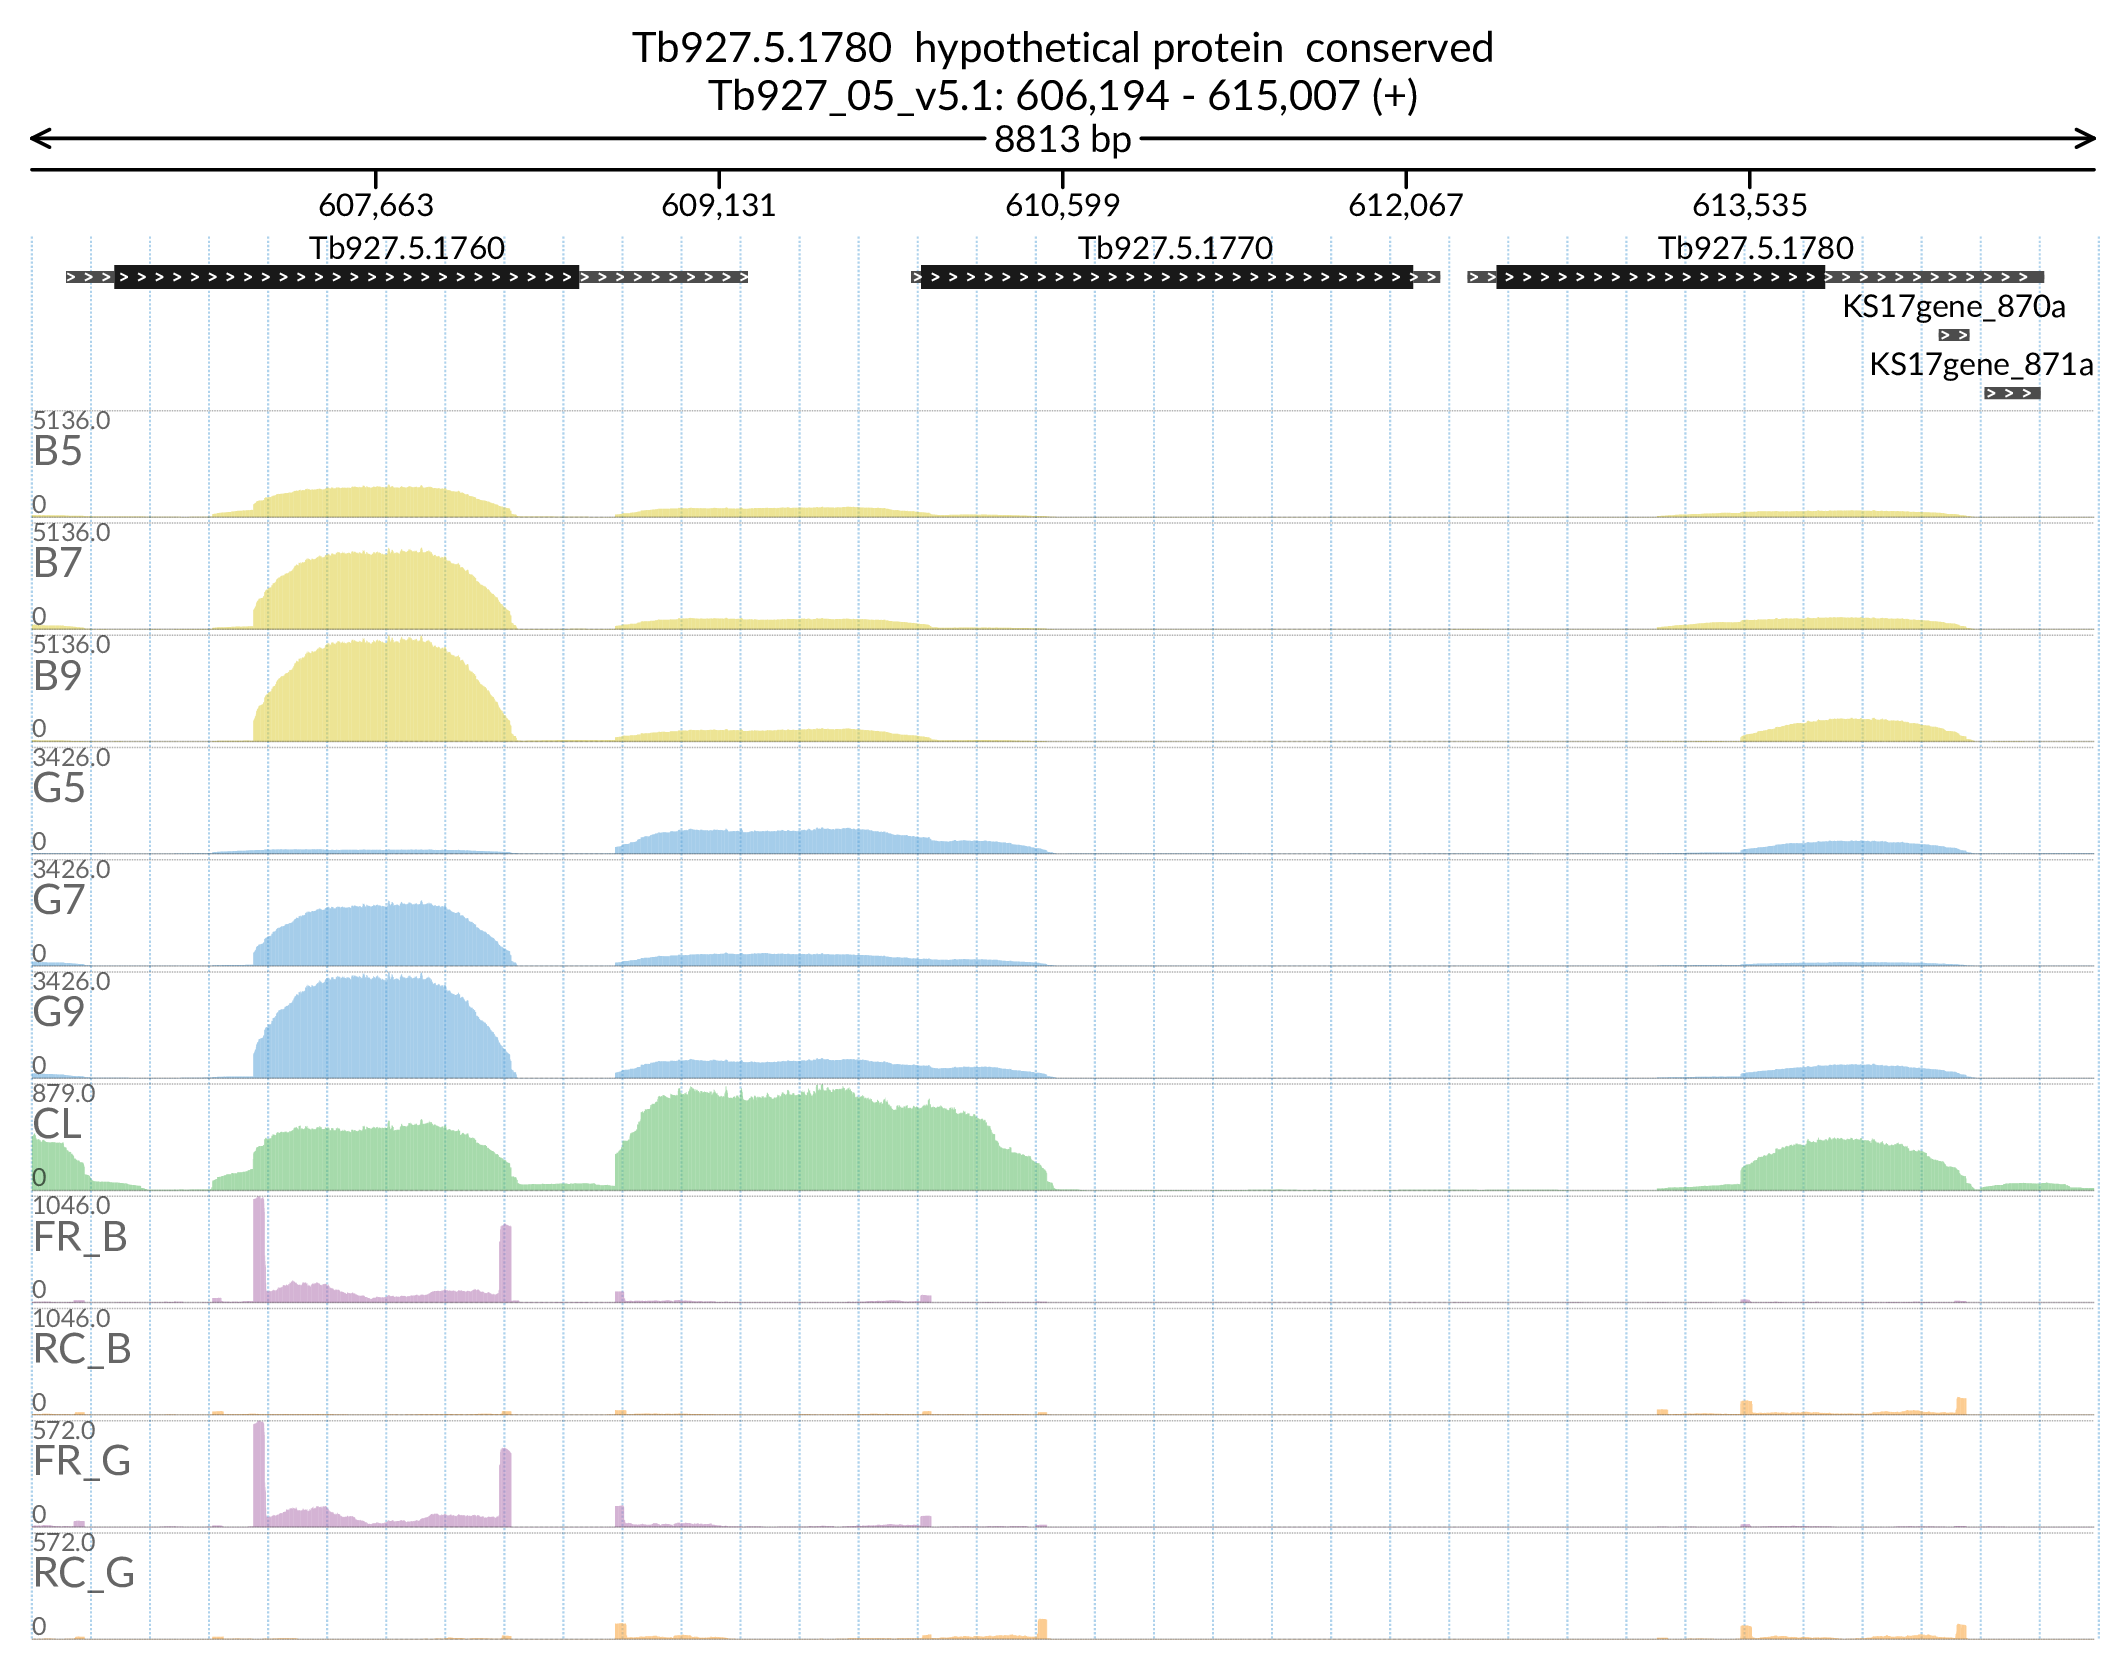 Tb927.5.1780  hypothetical protein  conserved
Tb927_05_v5.1: 606,194 - 615,007 (+)
8813 bp
607,663 609,131 610,599 612,067 613,535
Tb927.5.1760 Tb927.5.1770 Tb927.5.1780
KS17gene_870a
KS17gene_871a
5136.0
B5
0
5136.0
B7
0
5136.0
B9
0
3426.0
G5
0
3426.0
G7
0
3426.0
G9
0
879.0
CL
0
1046.0
FR_B
0
1046.0
RC_B
0
572.0
FR_G
0
572.0
RC_G
0